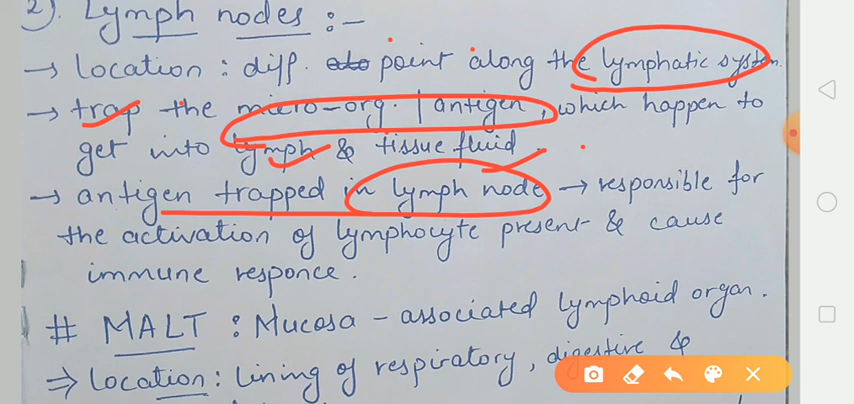 2). Lymph nodes :-
→ location : diff. point along the lymphatic system.
→ trap the micro-org. / antigen, which happen to
get into lymph & tissue fluid.
→ antigen trapped in lymph node → responsible for
the activation of lymphocyte present & cause
immune responce.
# MALT : Mucosa - associated lymphoid organ.
⇒ Location : lining of respiratory, digestive &